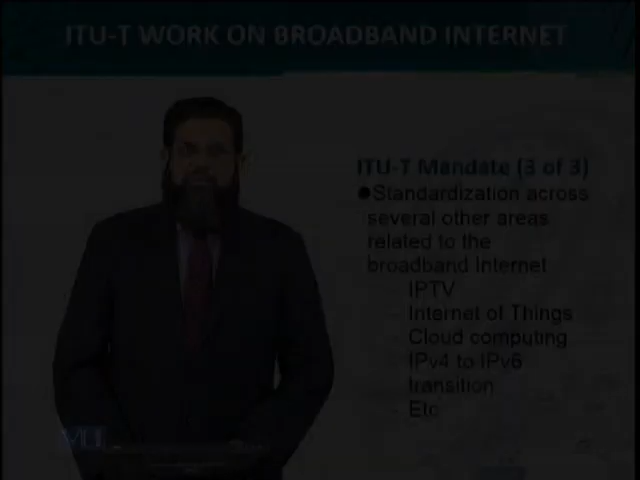 ITU-T WORK ON BROADBAND INTERNET
ITU-T Mandate (3 of 3)
●Standardization across
several other areas
related to the
broadband Internet
IPTV
Internet of Things
Cloud computing
IPv4 to IPv6
transition
Etc